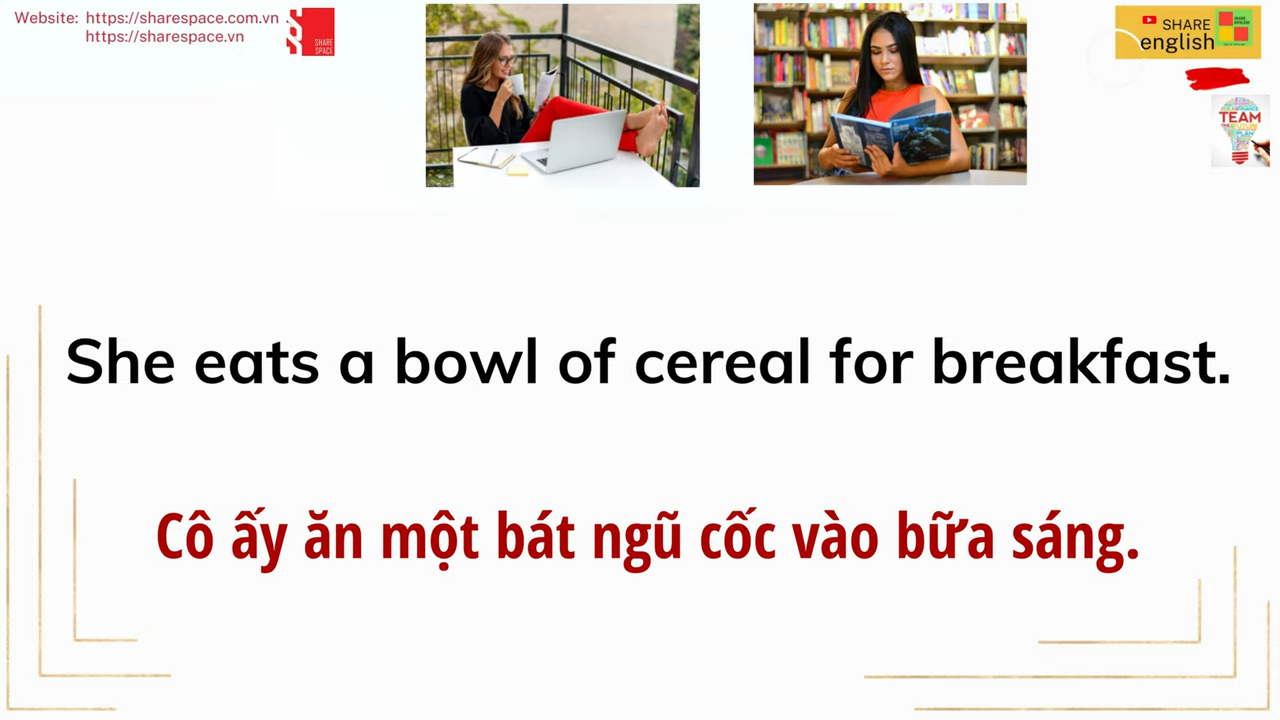 Website: https://sharespace.com.vn
https://sharespace.vn
SHARE
SPACE
SHARE
english
TEAM
PLAN
She eats a bowl of cereal for breakfast.
Cô ấy ăn một bát ngũ cốc vào bữa sáng.